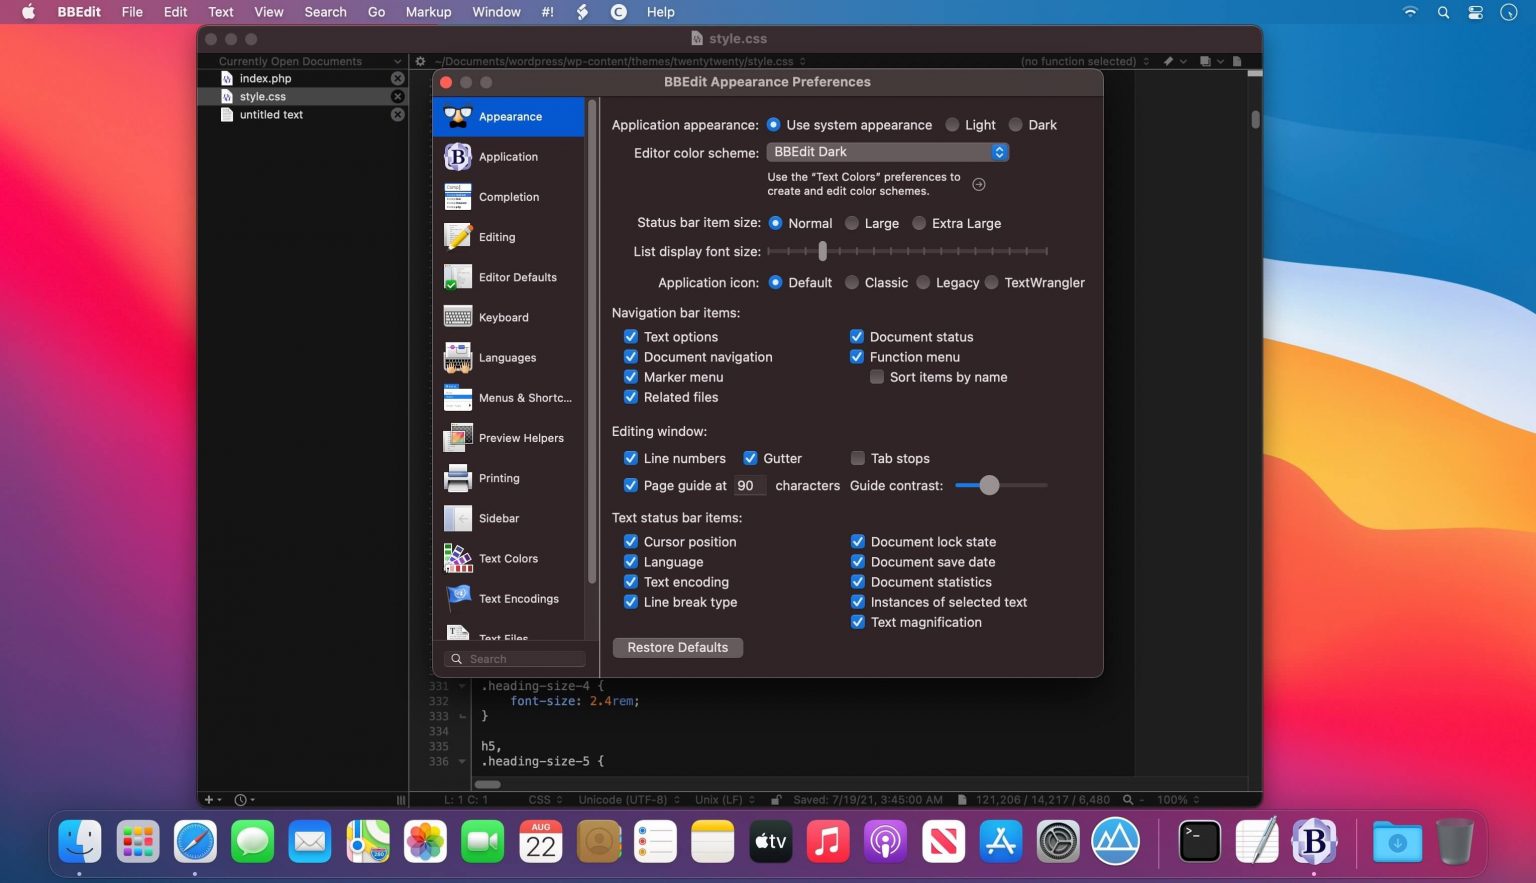 BBEdit File Edit Text View Search Go Markup Window #! Help
style.css
Currently Open Documents
index.php
style.css
untitled text
~/Documents/wordpress/wp-content/themes/twentytwenty/style.css
(no function selected)
BBEdit Appearance Preferences
Appearance
Application
Completion
Editing
Editor Defaults
Keyboard
Languages
Menus & Shortc...
Preview Helpers
Printing
Sidebar
Text Colors
Text Encodings
Text Files
Search
Application appearance: Use system appearance Light Dark
Editor color scheme: BBEdit Dark
Use the “Text Colors” preferences to
create and edit color schemes.
Status bar item size: Normal Large Extra Large
List display font size:
Application icon: Default Classic Legacy TextWrangler
Navigation bar items:
Text options Document status
Document navigation Function menu
Marker menu Sort items by name
Related files
Editing window:
Line numbers Gutter Tab stops
Page guide at 90 characters Guide contrast:
Text status bar items:
Cursor position Document lock state
Language Document save date
Text encoding Document statistics
Line break type Instances of selected text
Text magnification
Restore Defaults
331 .heading-size-4 {
332 font-size: 2.4rem;
333 }
334
335 h5,
336 .heading-size-5 {
L: 1 C: 1 CSS Unicode (UTF-8) Unix (LF) Saved: 7/19/21, 3:45:00 AM 121,206 / 14,217 / 6,480 100%
AUG
22
tv